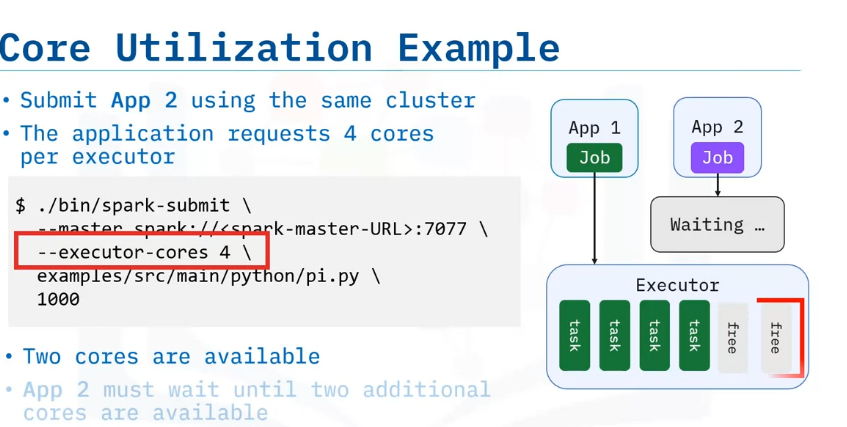 Core Utilization Example
• Submit App 2 using the same cluster
• The application requests 4 cores
per executor
$ ./bin/spark-submit \
--master spark://<spark-master-URL>:7077 \
--executor-cores 4 \
examples/src/main/python/pi.py \
1000
• Two cores are available
• App 2 must wait until two additional
cores are available
App 1
Job
App 2
Job
Waiting …
Executor
task
task
task
task
free
free